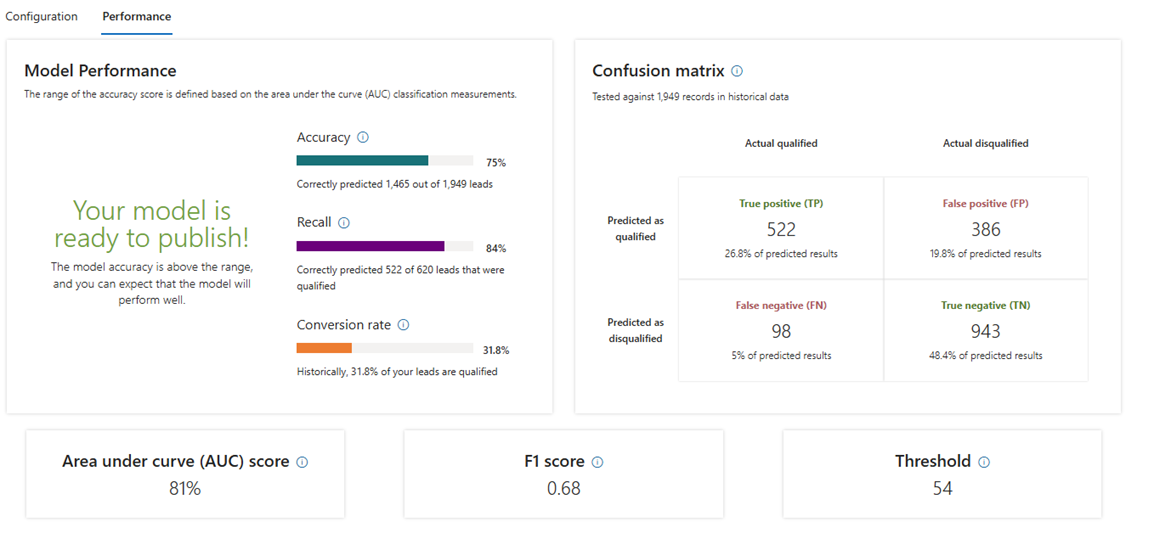 Configuration
Performance
Model Performance
The range of the accuracy score is defined based on the area under the curve (AUC) classification measurements.
Your model is
ready to publish!
The model accuracy is above the range,
and you can expect that the model will
perform well.
Accuracy
75%
Correctly predicted 1,465 out of 1,949 leads
Recall
84%
Correctly predicted 522 of 620 leads that were
qualified
Conversion rate
31.8%
Historically, 31.8% of your leads are qualified
Confusion matrix
Tested against 1,949 records in historical data
Actual qualified
Actual disqualified
Predicted as
qualified
True positive (TP)
522
26.8% of predicted results
False positive (FP)
386
19.8% of predicted results
Predicted as
disqualified
False negative (FN)
98
5% of predicted results
True negative (TN)
943
48.4% of predicted results
Area under curve (AUC) score
81%
F1 score
0.68
Threshold
54